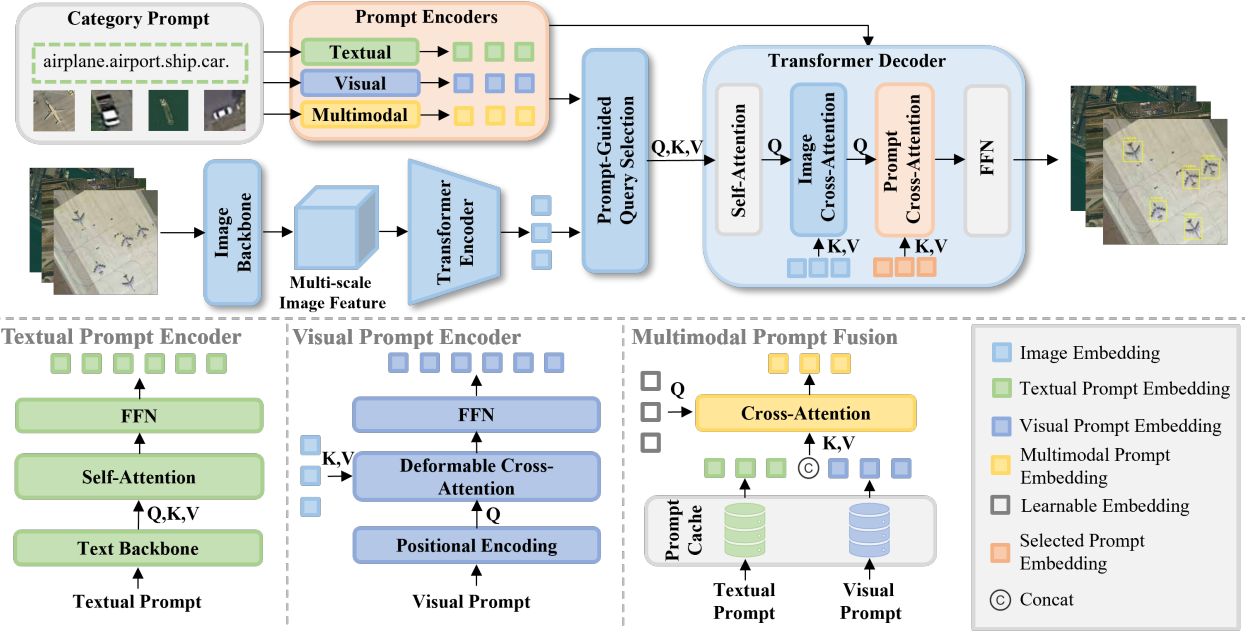 Category Prompt
airplane.airport.ship.car.
Prompt Encoders
Textual
Visual
Multimodal
Image
Backbone
Multi-scale
Image Feature
Transformer
Encoder
Prompt-Guided
Query Selection
Q,K,V
Transformer Decoder
Self-Attention
Q
Image
Cross-Attention
Q
Prompt
Cross-Attention
FFN
K,V
K,V
Textual Prompt Encoder
FFN
Self-Attention
Q,K,V
Text Backbone
Textual Prompt
Visual Prompt Encoder
FFN
K,V
Deformable Cross-
Attention
Q
Positional Encoding
Visual Prompt
Multimodal Prompt Fusion
Q
Cross-Attention
K,V
C
Prompt
Cache
Textual
Prompt
Visual
Prompt
Image Embedding
Textual Prompt Embedding
Visual Prompt Embedding
Multimodal Prompt
Embedding
Learnable Embedding
Selected Prompt
Embedding
C Concat